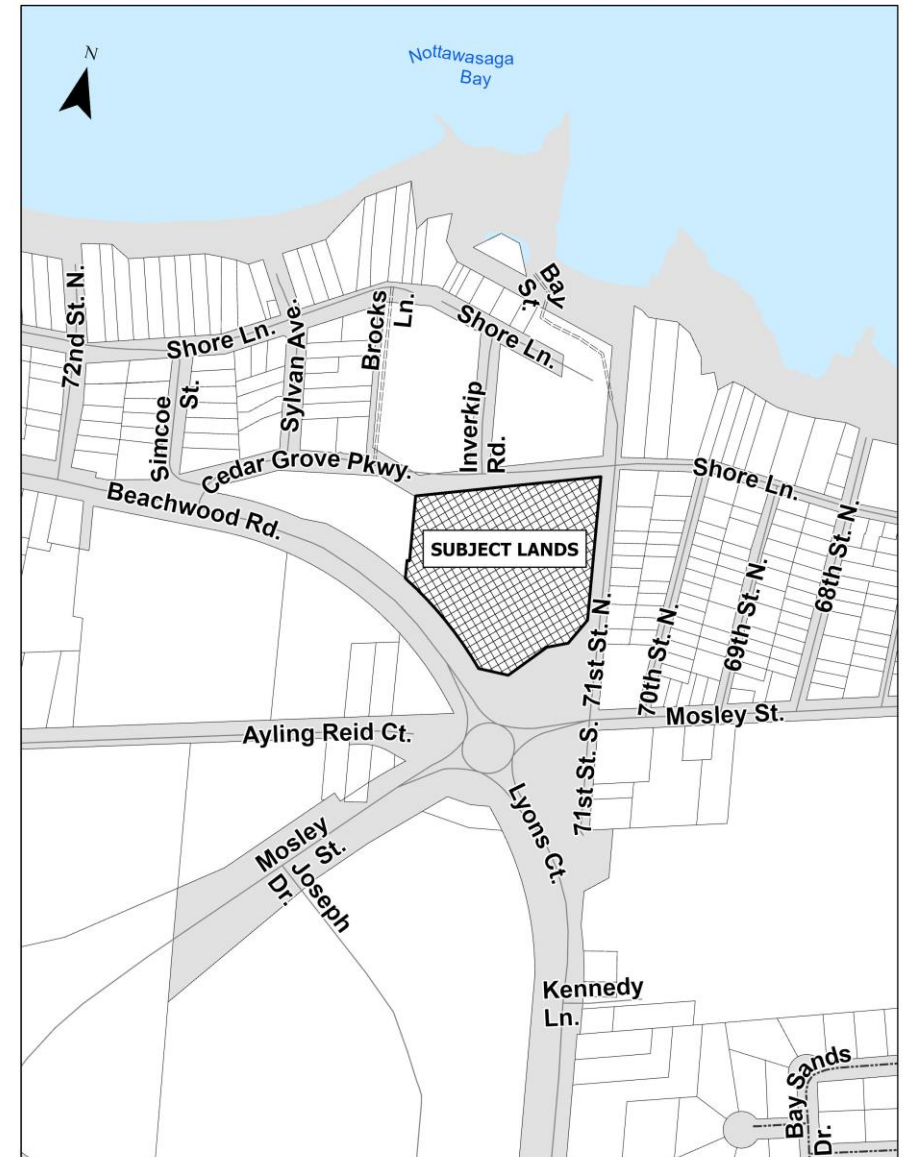 N
Nottawasaga
Bay
72nd St. N.
Shore Ln.
Simcoe
St.
Sylvan Ave.
Brocks
Ln.
Bay
St.
Shore Ln.
Inverkip
Rd.
Cedar Grove Pkwy.
Shore Ln.
Beachwood Rd.
SUBJECT LANDS
71st St. N.
70th St. N.
69th St. N.
68th St. N.
Mosley St.
Ayling Reid Ct.
71st St. S.
Lyons Ct.
Mosley
St.
Joseph
Dr.
Kennedy
Ln.
Bay Sands
Dr.